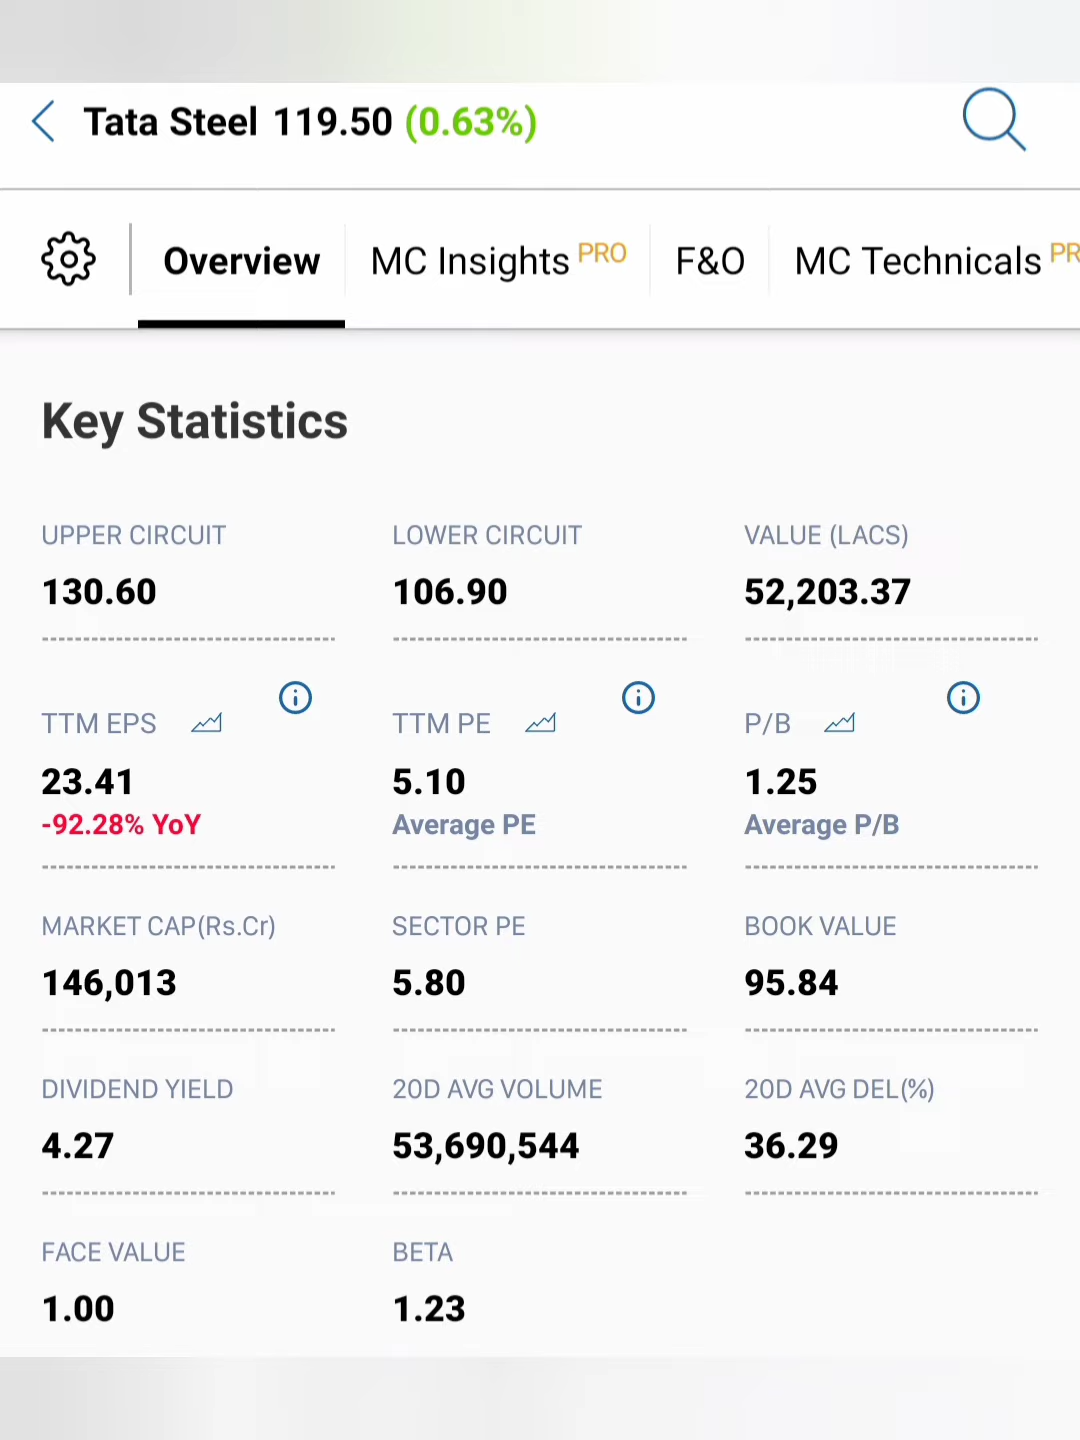 Tata Steel 119.50 (0.63%)
Overview MC Insights PRO F&O MC Technicals PR
Key Statistics
UPPER CIRCUIT LOWER CIRCUIT VALUE (LACS)
130.60 106.90 52,203.37
TTM EPS TTM PE P/B
23.41 5.10 1.25
-92.28% YoY Average PE Average P/B
MARKET CAP(Rs.Cr) SECTOR PE BOOK VALUE
146,013 5.80 95.84
DIVIDEND YIELD 20D AVG VOLUME 20D AVG DEL(%)
4.27 53,690,544 36.29
FACE VALUE BETA
1.00 1.23